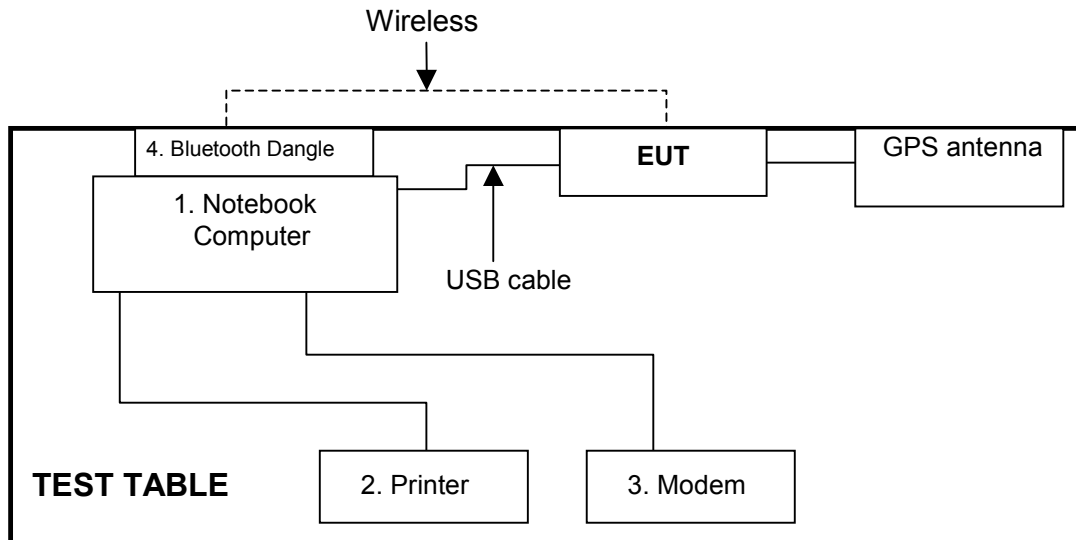 Wireless
4. Bluetooth Dangle
EUT
GPS antenna
1. Notebook
Computer
USB cable
TEST TABLE
2. Printer
3. Modem